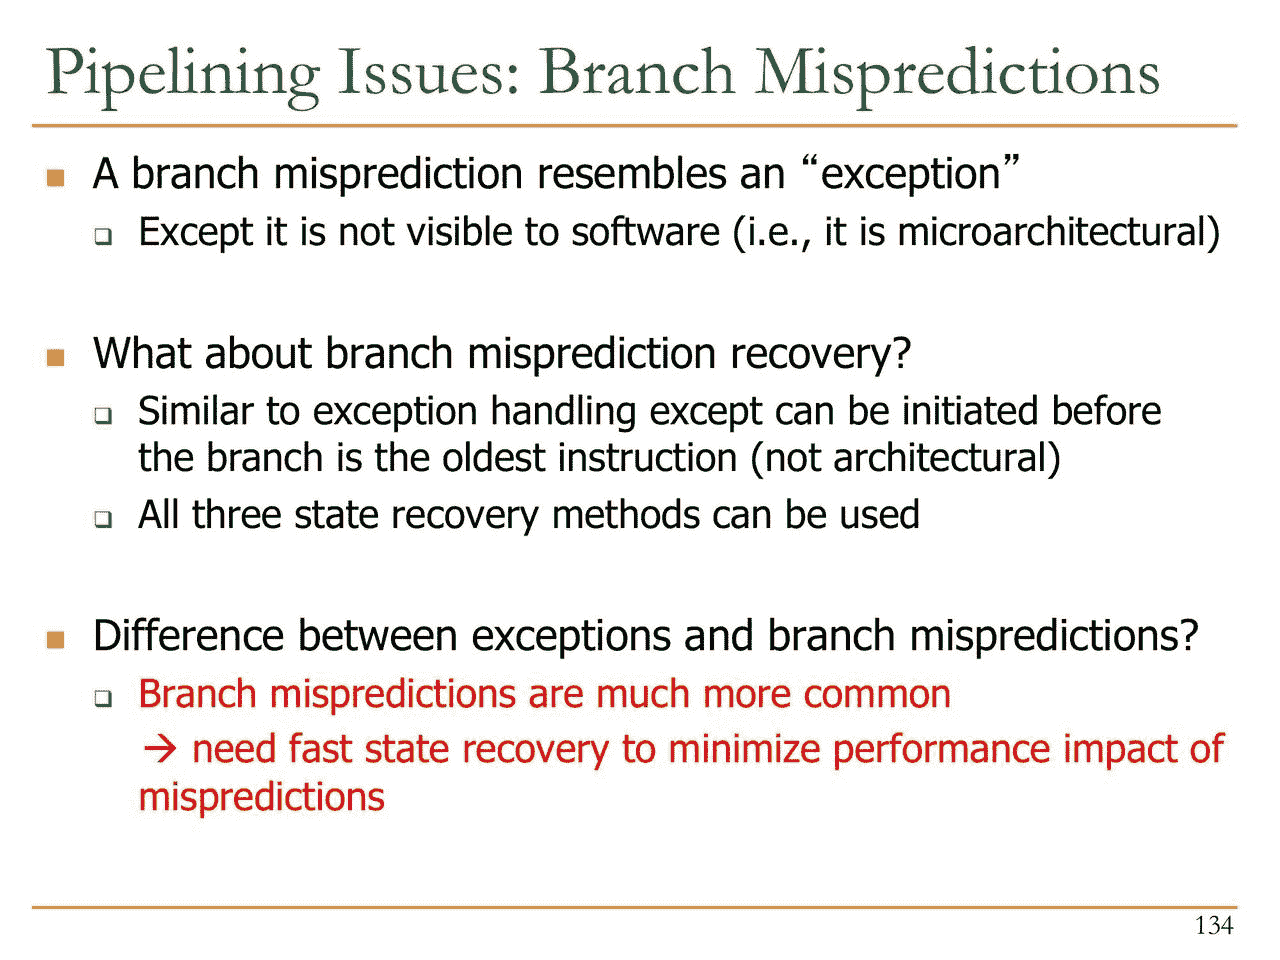 Pipelining Issues: Branch Mispredictions
A branch misprediction resembles an “exception”
Except it is not visible to software (i.e., it is microarchitectural)
What about branch misprediction recovery?
Similar to exception handling except can be initiated before
the branch is the oldest instruction (not architectural)
All three state recovery methods can be used
Difference between exceptions and branch mispredictions?
Branch mispredictions are much more common
→ need fast state recovery to minimize performance impact of
mispredictions
134